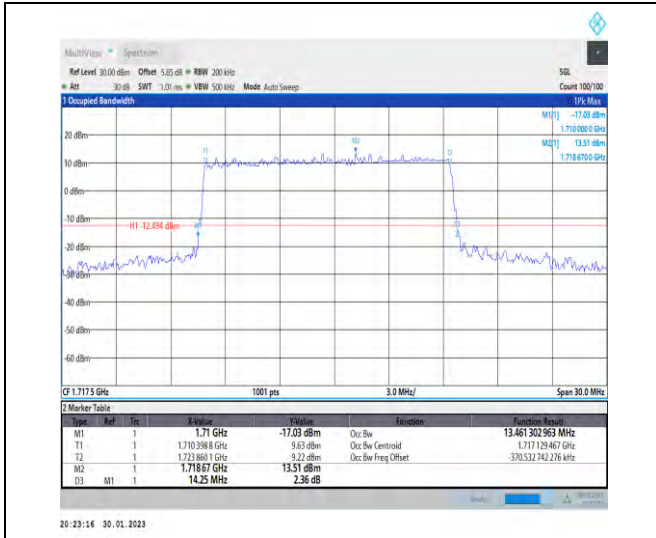 MultiView Spectrum
Ref Level 30.00 dBm Offset 5.85 dB RBW 200 kHz SGL
Att 30 dB SWT 1.01 ms VBW 500 kHz Mode Auto Sweep Count 100/100
1 Occupied Bandwidth 1Pk Max
M1[1] -17.03 dBm
1.710 000 0 GHz
M2[1] 13.51 dBm
1.718 670 0 GHz
20 dBm
M2
T1
10 dBm
0 dBm
-10 dBm
H1 -12.494 dBm
-20 dBm
-30 dBm
-40 dBm
-50 dBm
-60 dBm
CF 1.717 5 GHz 1001 pts 3.0 MHz/ Span 30.0 MHz
2 Marker Table
Type Ref Trc X-Value Y-Value Function Function Result
M1 1 1.71 GHz -17.03 dBm Occ Bw 13.461 302 963 MHz
T1 1 1.710 398 8 GHz 9.63 dBm Occ Bw Centroid 1.717 129 467 GHz
T2 1 1.723 860 1 GHz 9.22 dBm Occ Bw Freq Offset -370.532 742 276 kHz
M2 1 1.718 67 GHz 13.51 dBm
D3 M1 1 14.25 MHz 2.36 dB
20:23:16 30.01.2023